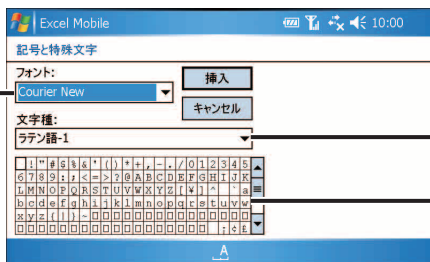 Excel Mobile 10:00
記号と特殊文字
フォント:
Courier New
挿入
キャンセル
文字種:
ラテン語-1
! " # $ % & ' ( ) * + , - . / 0 1 2 3 4 5
6 7 8 9 : ; < = > ? @ A B C D E F G H I J K
L M N O P Q R S T U V W X Y Z [ ¥ ] ^ _ ` a
b c d e f g h i j k l m n o p q r s t u v w
x y z { | } ~
¡ ¢ £
A